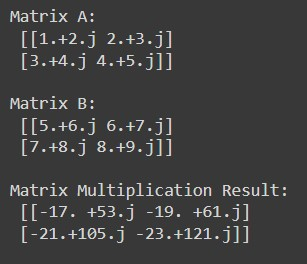 Matrix A:
[[1.+2.j 2.+3.j]
[3.+4.j 4.+5.j]]
Matrix B:
[[5.+6.j 6.+7.j]
[7.+8.j 8.+9.j]]
Matrix Multiplication Result:
[[-17. +53.j -19. +61.j]
[-21.+105.j -23.+121.j]]